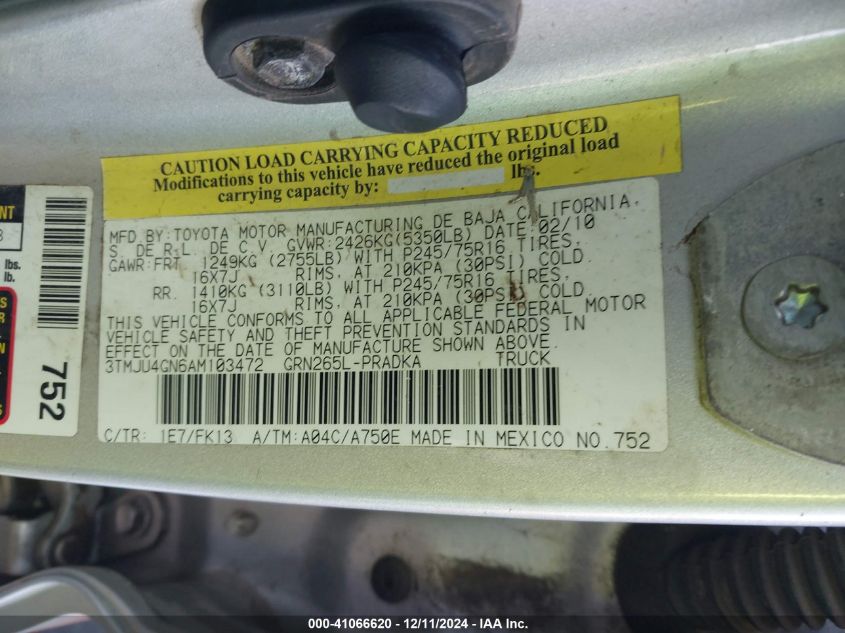 CAUTION LOAD CARRYING CAPACITY REDUCED
Modifications to this vehicle have reduced the original load
carrying capacity by: lbs.
MFD BY:TOYOTA MOTOR MANUFACTURING DE BAJA CALIFORNIA,
S. DE R.L. DE C.V. GVWR:2426KG(5350LB) DATE:02/10
GAWR:FRT. 1249KG (2755LB) WITH P245/75R16 TIRES,
16X7J RIMS, AT 210KPA (30PSI) COLD.
RR. 1410KG (3110LB) WITH P245/75R16 TIRES,
16X7J RIMS, AT 210KPA (30PSI) COLD.
THIS VEHICLE CONFORMS TO ALL APPLICABLE FEDERAL MOTOR
VEHICLE SAFETY AND THEFT PREVENTION STANDARDS IN
EFFECT ON THE DATE OF MANUFACTURE SHOWN ABOVE.
3TMJU4GN6AM103472 GRN265L-PRADKA TRUCK
C/TR: 1E7/FK13 A/TM:A04C/A750E MADE IN MEXICO NO.752
lbs.
lb.
752
000-41066620 - 12/11/2024 - IAA Inc.